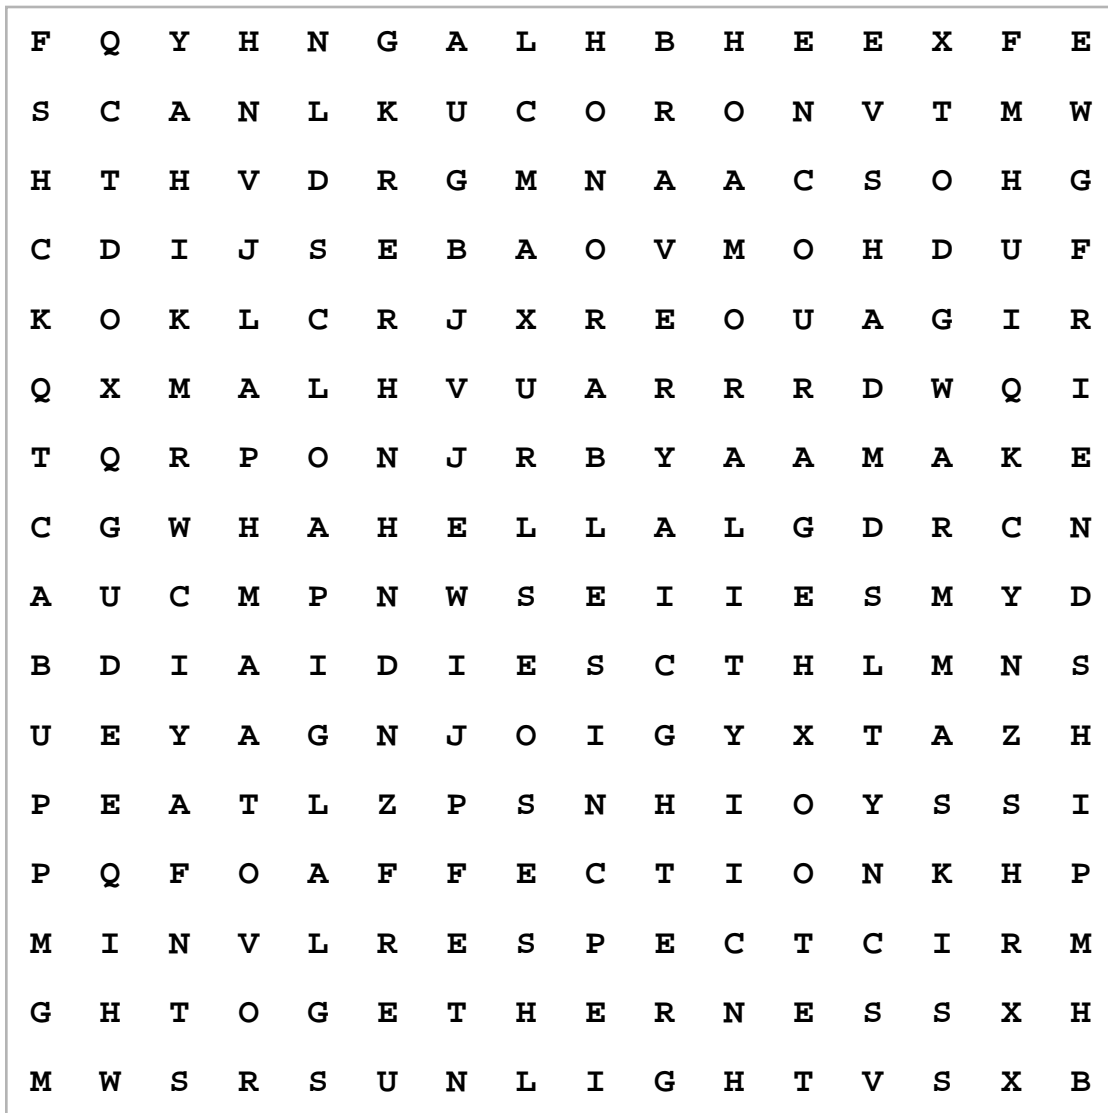 F Q Y H N G A L H B H E E X F E
S C A N L K U C O R O N V T M W
H T H V D R G M N A A C S O H G
C D I J S E B A O V M O H D U F
K O K L C R J X R E O U A G I R
Q X M A L H V U A R R R D W Q I
T Q R P O N J R B Y A A M A K E
C G W H A H E L L A L G D R C N
A U C M P N W S E I I E S M Y D
B D I A I D I E S C T H L M N S
U E Y A G N J O I G Y X T A Z H
P E A T L Z P S N H I O Y S S I
P Q F O A F F E C T I O N K H P
M I N V L R E S P E C T C I R M
G H T O G E T H E R N E S S X H
M W S R S U N L I G H T V S X B